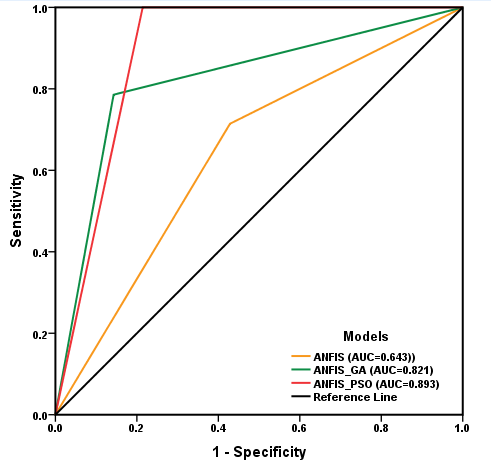 1.0
0.8
0.6
0.4
0.2
0.0
Sensitivity
Models
ANFIS (AUC=0.643))
ANFIS_GA (AUC=0.821)
ANFIS_PSO (AUC=0.893)
Reference Line
0.0 0.2 0.4 0.6 0.8 1.0
1 - Specificity